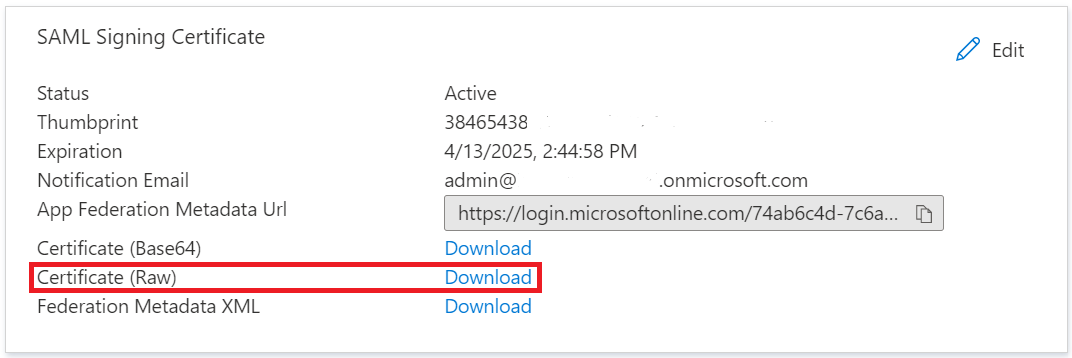 SAML Signing Certificate
Edit
Status Active
Thumbprint 38465438
Expiration 4/13/2025, 2:44:58 PM
Notification Email admin@ .onmicrosoft.com
App Federation Metadata Url https://login.microsoftonline.com/74ab6c4d-7c6a...
Certificate (Base64) Download
Certificate (Raw) Download
Federation Metadata XML Download